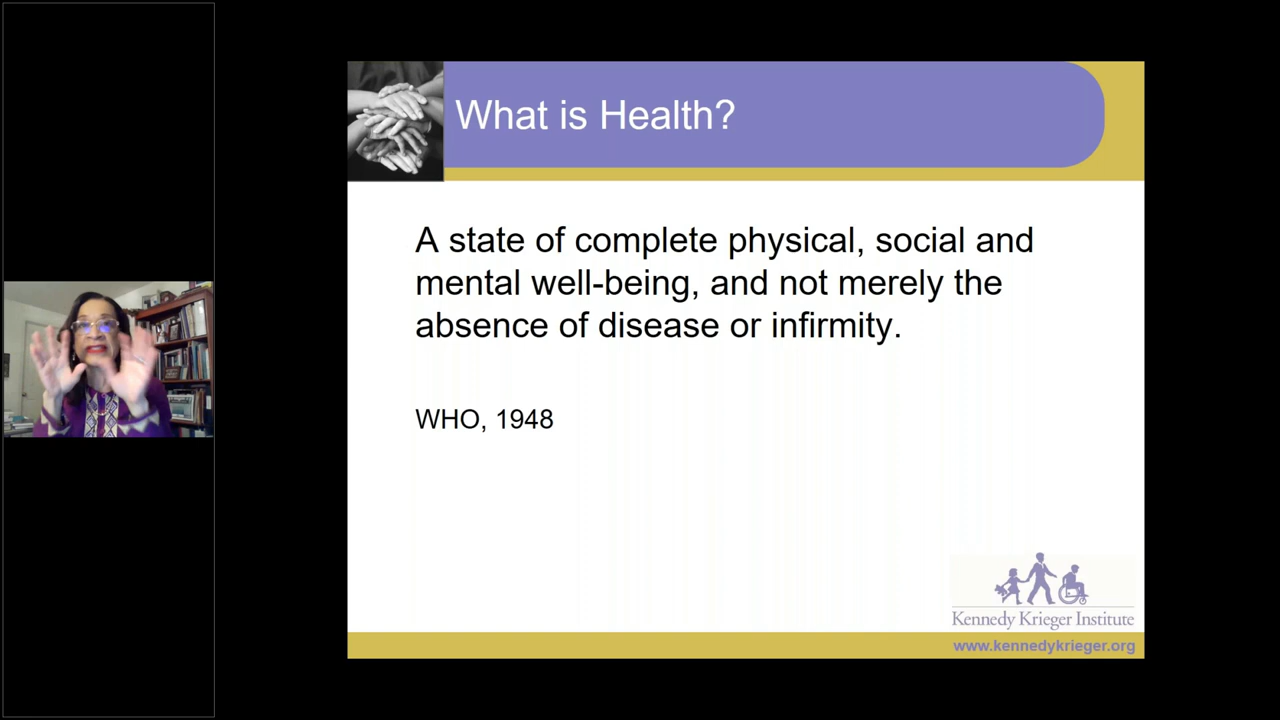 What is Health?
A state of complete physical, social and
mental well-being, and not merely the
absence of disease or infirmity.
WHO, 1948
Kennedy Krieger Institute
www.kennedykrieger.org